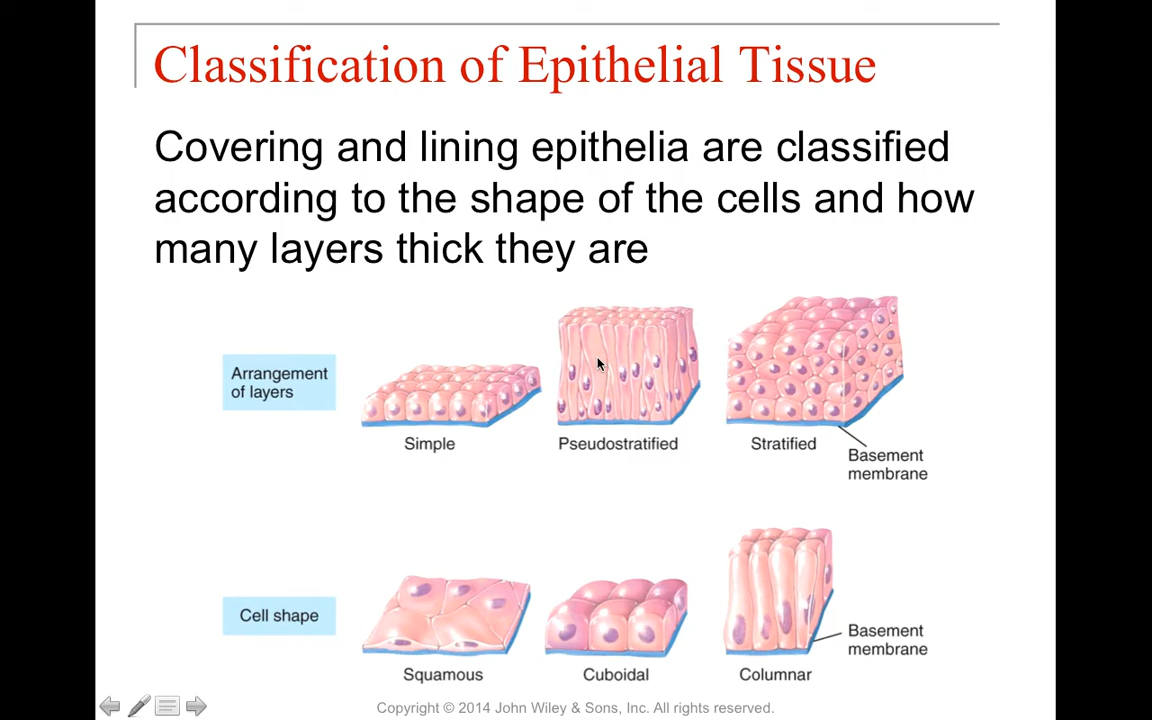 Classification of Epithelial Tissue
Covering and lining epithelia are classified
according to the shape of the cells and how
many layers thick they are
Arrangement
of layers
Simple
Pseudostratified
Stratified
Basement
membrane
Cell shape
Squamous
Cuboidal
Columnar
Basement
membrane
Copyright © 2014 John Wiley & Sons, Inc. All rights reserved.